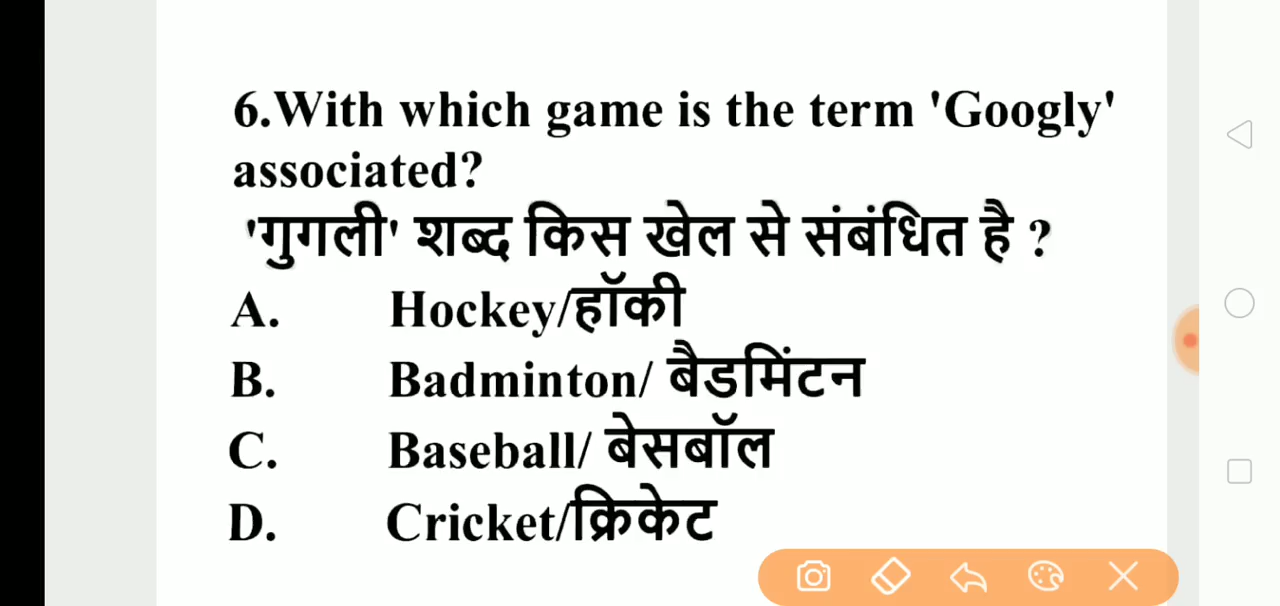 6.With which game is the term 'Googly'
associated?
'गुगली' शब्द किस खेल से संबंधित है ?
A. Hockey/हॉकी
B. Badminton/ बैडमिंटन
C. Baseball/ बेसबॉल
D. Cricket/क्रिकेट